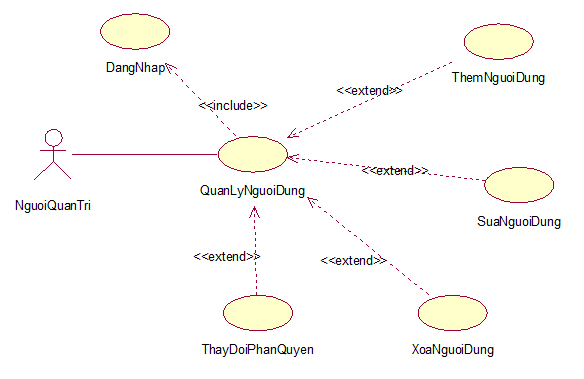 DangNhap
ThemNguoiDung
<<extend>>
<<include>>
<<extend>>
QuanLyNguoiDung
NguoiQuanTri
SuaNguoiDung
<<extend>>
<<extend>>
ThayDoiPhanQuyen
XoaNguoiDung